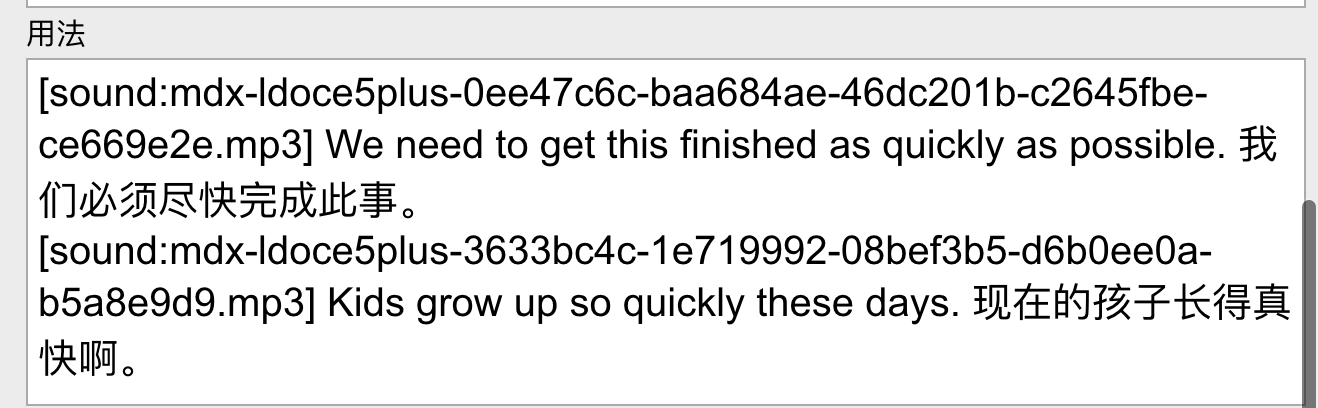 用法
[sound:mdx-ldoce5plus-0ee47c6c-baa684ae-46dc201b-c2645fbe-
ce669e2e.mp3] We need to get this finished as quickly as possible. 我
们必须尽快完成此事。
[sound:mdx-ldoce5plus-3633bc4c-1e719992-08bef3b5-d6b0ee0a-
b5a8e9d9.mp3] Kids grow up so quickly these days. 现在的孩子长得真
快啊。